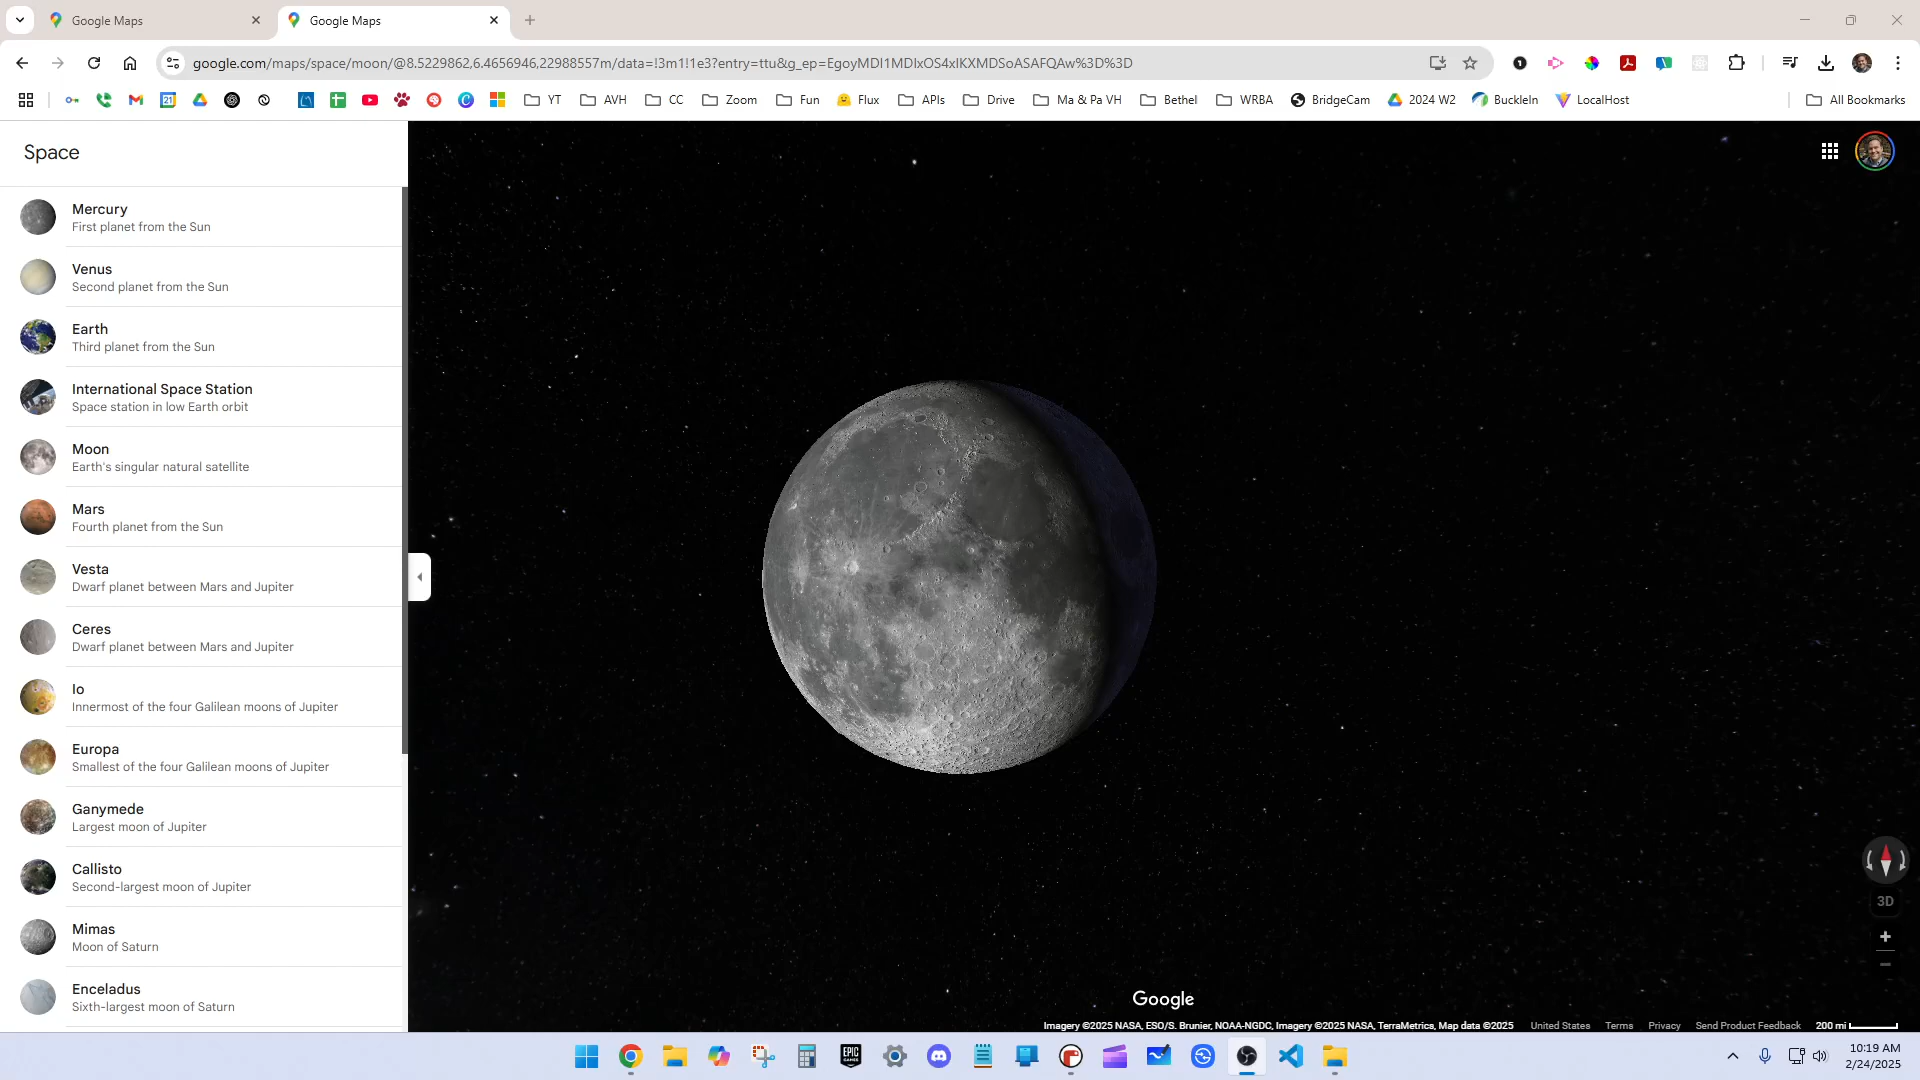 Google Maps
Google Maps
google.com/maps/space/moon/@8.5229862,6.4656946,22988557m/data=!3m1!1e3?entry=ttu&g_ep=EgoyMDI1MDIxOS4xIKXMDSoASAFQAw%3D%3D
YT
AVH
CC
Zoom
Fun
Flux
APIs
Drive
Ma & Pa VH
Bethel
WRBA
BridgeCam
2024 W2
BuckleIn
LocalHost
All Bookmarks
Space
Mercury
First planet from the Sun
Venus
Second planet from the Sun
Earth
Third planet from the Sun
International Space Station
Space station in low Earth orbit
Moon
Earth's singular natural satellite
Mars
Fourth planet from the Sun
Vesta
Dwarf planet between Mars and Jupiter
Ceres
Dwarf planet between Mars and Jupiter
Io
Innermost of the four Galilean moons of Jupiter
Europa
Smallest of the four Galilean moons of Jupiter
Ganymede
Largest moon of Jupiter
Callisto
Second-largest moon of Jupiter
Mimas
Moon of Saturn
Enceladus
Sixth-largest moon of Saturn
3D
Google
Imagery ©2025 NASA, ESO/S. Brunier, NOAA-NGDC, Imagery ©2025 NASA, TerraMetrics, Map data ©2025
United States
Terms
Privacy
Send Product Feedback
200 mi
EPIC GAMES
10:19 AM
2/24/2025